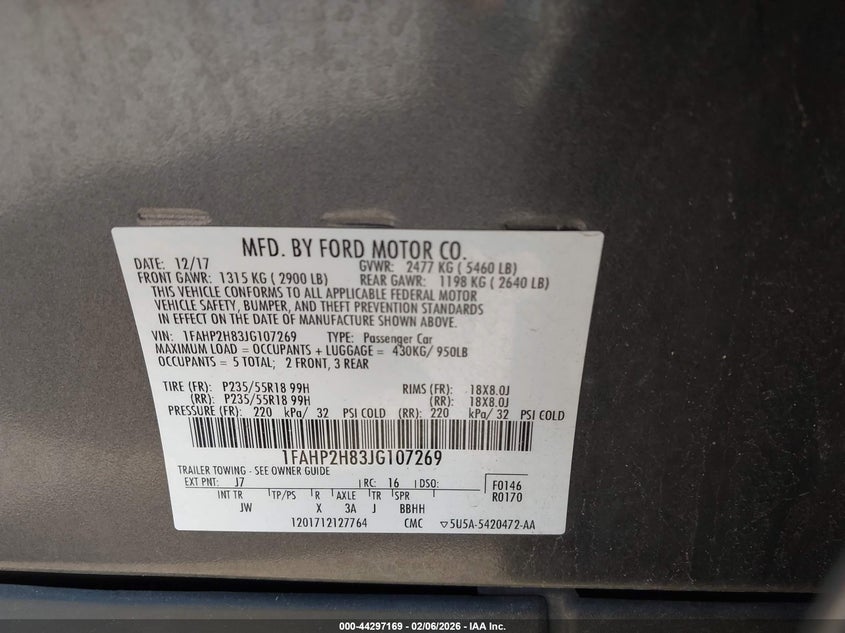 MFD. BY FORD MOTOR CO.
DATE: 12/17 GVWR: 2477 KG ( 5460 LB)
FRONT GAWR: 1315 KG ( 2900 LB) REAR GAWR: 1198 KG ( 2640 LB)
THIS VEHICLE CONFORMS TO ALL APPLICABLE FEDERAL MOTOR
VEHICLE SAFETY, BUMPER, AND THEFT PREVENTION STANDARDS
IN EFFECT ON THE DATE OF MANUFACTURE SHOWN ABOVE.
VIN: 1FAHP2H83JG107269 TYPE: Passenger Car
MAXIMUM LOAD = OCCUPANTS + LUGGAGE = 430KG/ 950LB
OCCUPANTS = 5 TOTAL; 2 FRONT, 3 REAR
TIRE (FR): P235/55R18 99H RIMS (FR): 18X8.0J
(RR): P235/55R18 99H (RR): 18X8.0J
PRESSURE (FR): 220 kPa/ 32 PSI COLD (RR): 220 kPa/ 32 PSI COLD
1FAHP2H83JG107269
TRAILER TOWING - SEE OWNER GUIDE
EXT PNT: J7 RC: 16 DSO: F0146
R0170
INT TR TP/PS R AXLE TR SPR
JW X 3A J BBHH
1201712127764 CMC ▽5U5A-5420472-AA
000-44297169 - 02/06/2026 - IAA Inc.